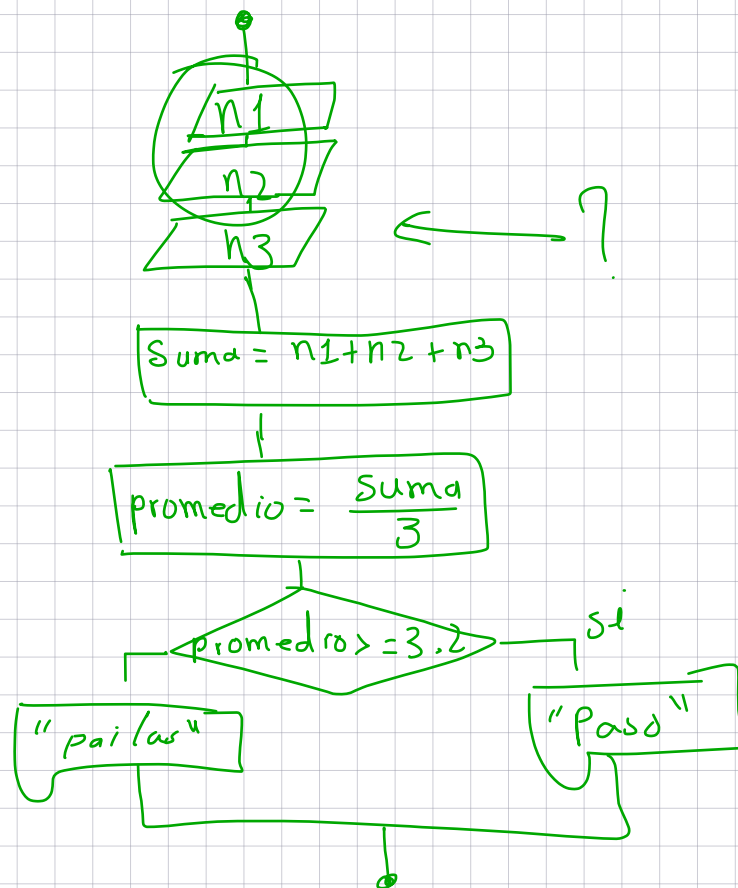 n1
n2
n3
?
Suma = n1+n2+n3
promedio = suma
3
promedio>=3.2
si
"pailas"
"Paso"